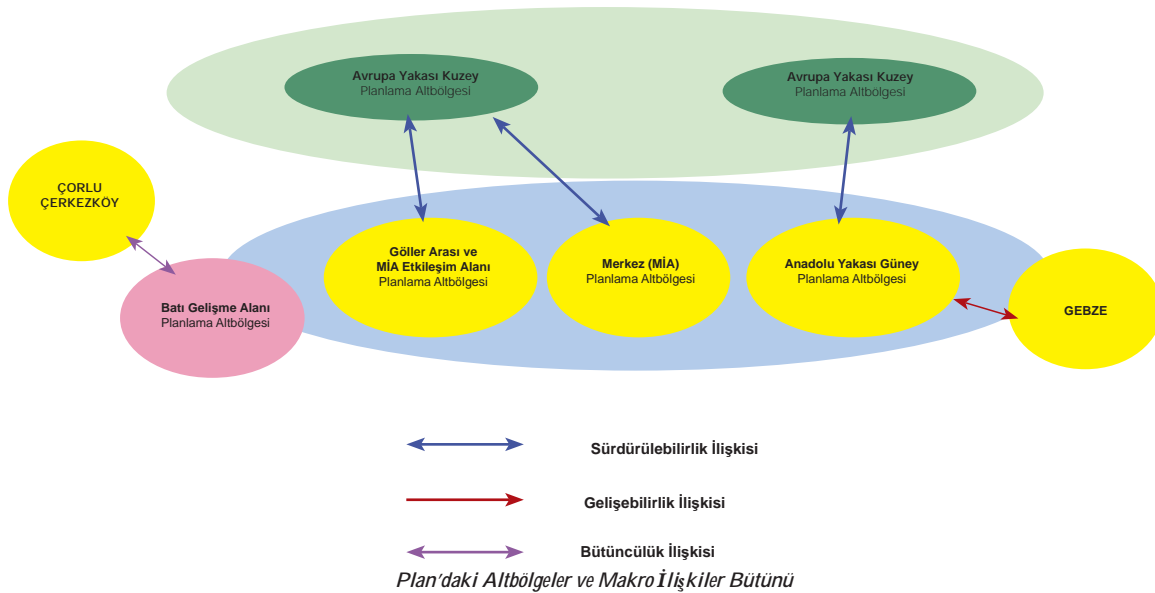 Avrupa Yakası Kuzey
Planlama Altbölgesi
Avrupa Yakası Kuzey
Planlama Altbölgesi
ÇORLU
ÇERKEZKÖY
Göller Arası ve
MİA Etkileşim Alanı
Planlama Altbölgesi
Merkez (MİA)
Planlama Altbölgesi
Anadolu Yakası Güney
Planlama Altbölgesi
Batı Gelişme Alanı
Planlama Altbölgesi
GEBZE
Sürdürülebilirlik İlişkisi
Gelişebilirlik İlişkisi
Bütüncülük İlişkisi
Plan'daki Altbölgeler ve Makro İlişkiler Bütünü